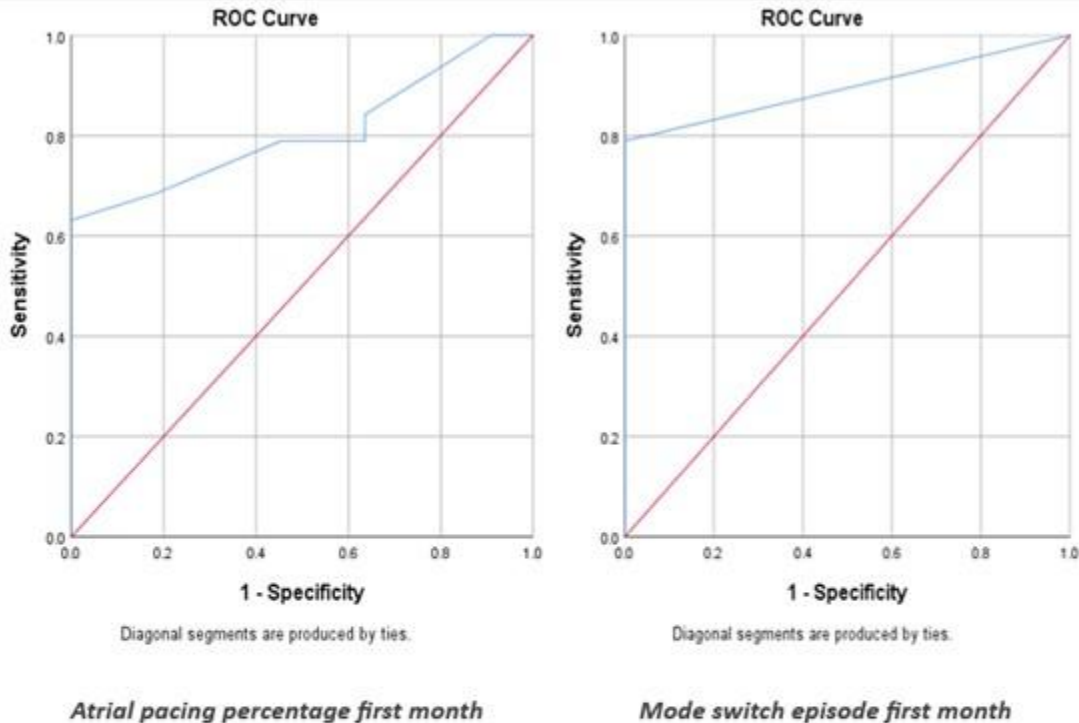 ROC Curve
1.0
0.8
0.6
0.4
0.2
0.0
Sensitivity
0.0 0.2 0.4 0.6 0.8 1.0
1 - Specificity
Diagonal segments are produced by ties.
Atrial pacing percentage first month
ROC Curve
1.0
0.8
0.6
0.4
0.2
0.0
Sensitivity
0.0 0.2 0.4 0.6 0.8 1.0
1 - Specificity
Diagonal segments are produced by ties.
Mode switch episode first month